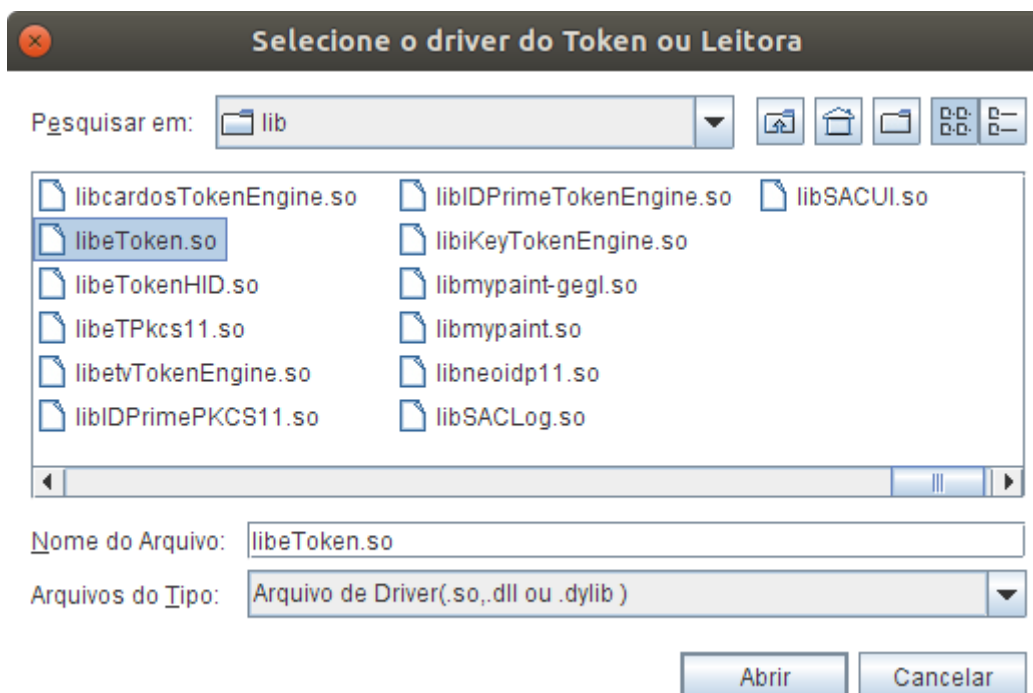 Selecione o driver do Token ou Leitora
Pesquisar em: lib
libcardosTokenEngine.so
libeToken.so
libeTokenHID.so
libeTPkcs11.so
libetvTokenEngine.so
libIDPrimePKCS11.so
libIDPrimeTokenEngine.so
libiKeyTokenEngine.so
libmypaint-gegl.so
libmypaint.so
libneoidp11.so
libSACLog.so
libSACUI.so
Nome do Arquivo: libeToken.so
Arquivos do Tipo: Arquivo de Driver(.so,.dll ou .dylib )
Abrir Cancelar